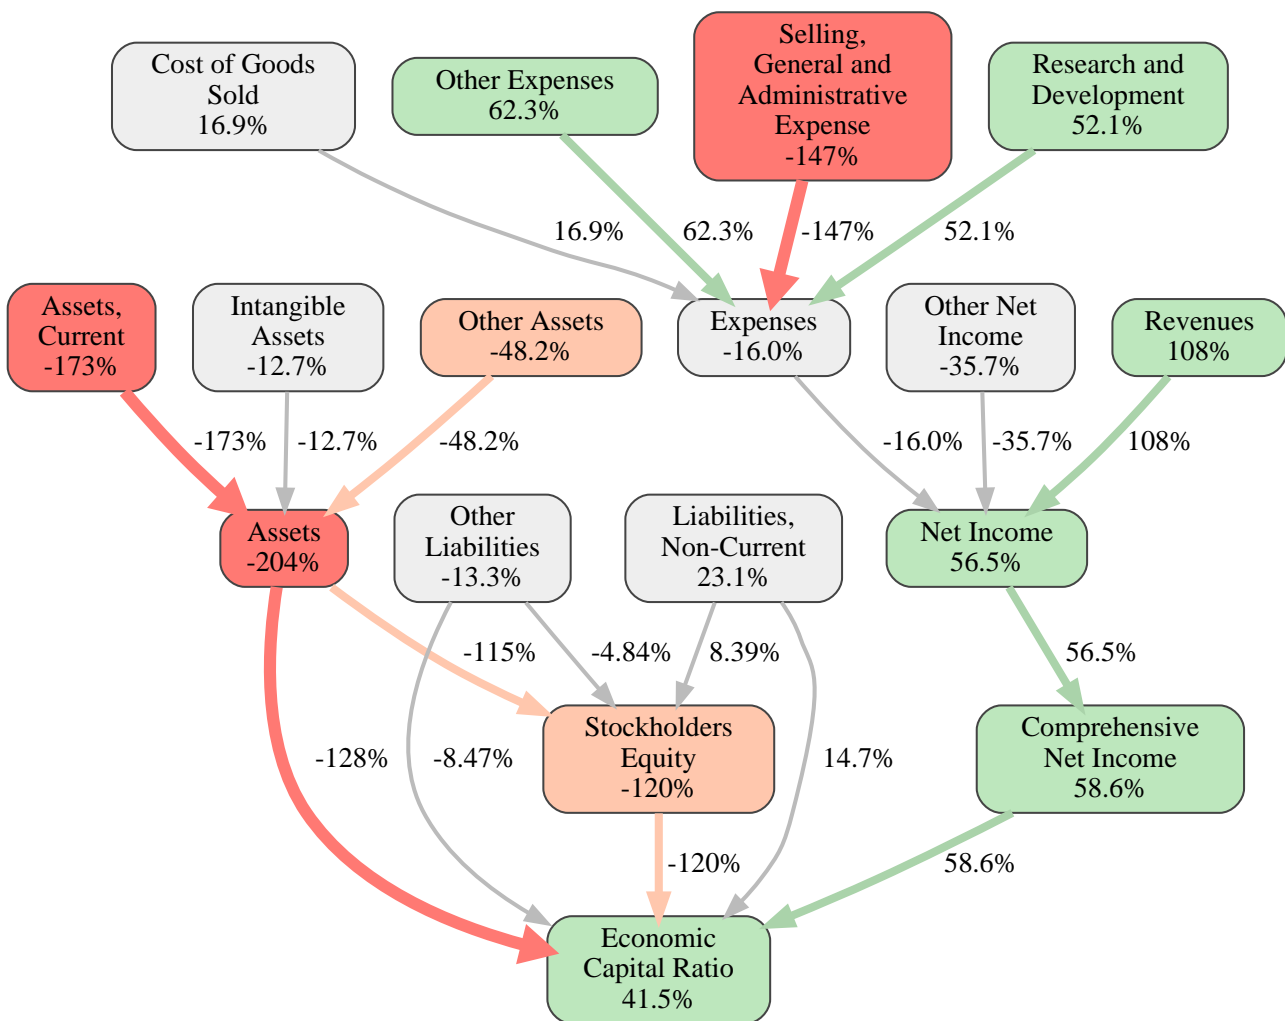 Cost of Goods
Sold
16.9%
Other Expenses
62.3%
Selling,
General and
Administrative
Expense
-147%
Research and
Development
52.1%
16.9%
62.3%
-147%
52.1%
Assets,
Current
-173%
Intangible
Assets
-12.7%
Other Assets
-48.2%
Expenses
-16.0%
Other Net
Income
-35.7%
Revenues
108%
-173%
-12.7%
-48.2%
-16.0%
-35.7%
108%
Assets
-204%
Other
Liabilities
-13.3%
Liabilities,
Non-Current
23.1%
Net Income
56.5%
-115%
-4.84%
8.39%
56.5%
Stockholders
Equity
-120%
Comprehensive
Net Income
58.6%
-128%
-8.47%
14.7%
-120%
58.6%
Economic
Capital Ratio
41.5%